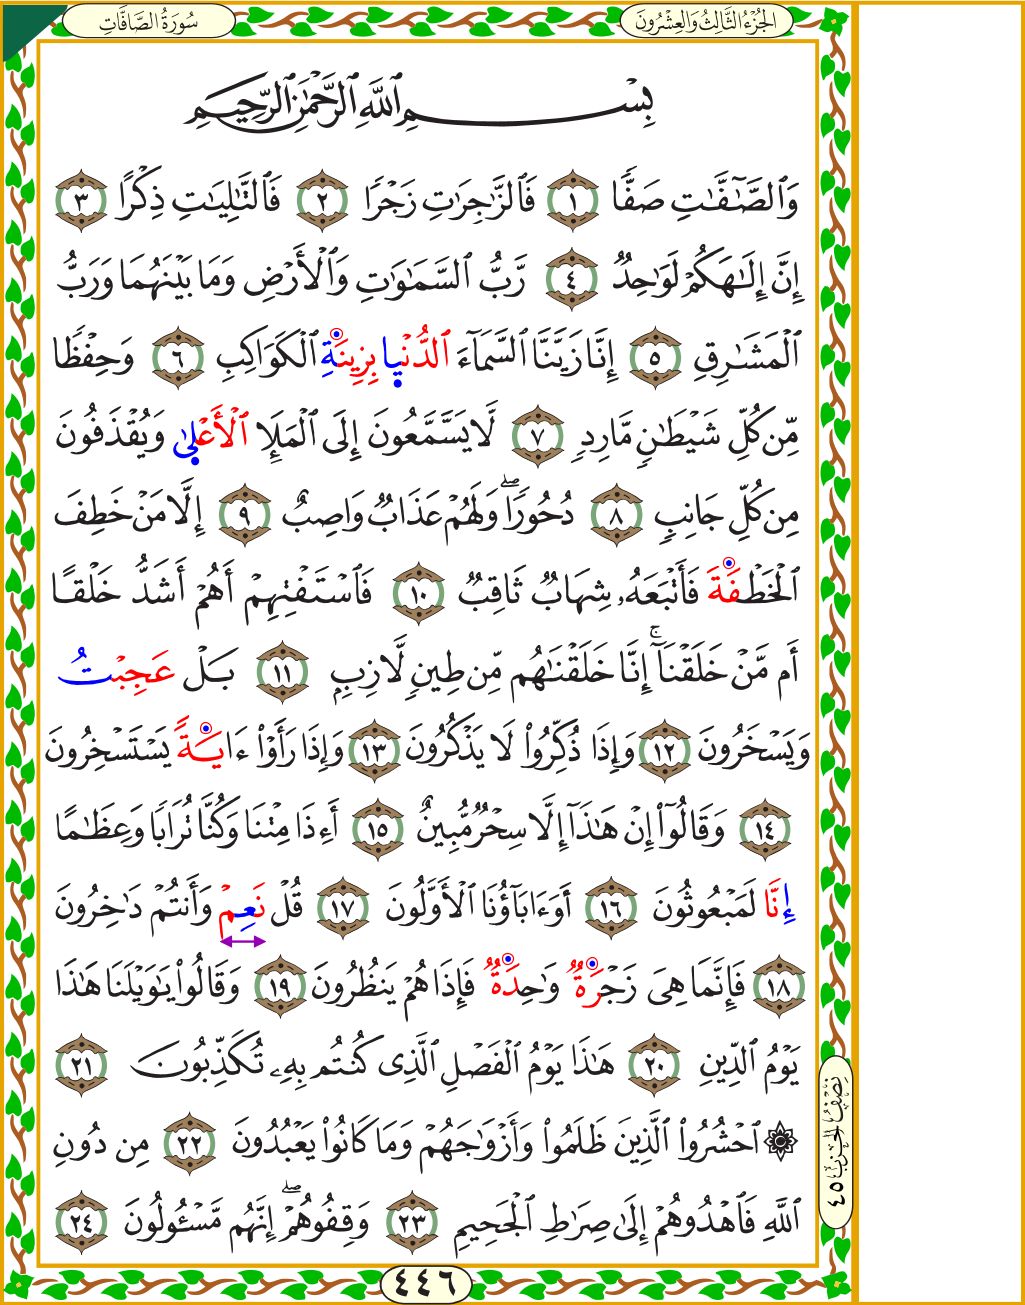 الجُزْءُ الثَّالِثُ وَالعِشْرُونَ
سُورَةُ الصَّافَّاتِ
بِسْمِ ٱللَّهِ ٱلرَّحْمَٰنِ ٱلرَّحِيمِ
وَٱلصَّٰٓفَّٰتِ صَفًّا ١ فَٱلزَّٰجِرَٰتِ زَجْرًا ٢ فَٱلتَّٰلِيَٰتِ ذِكْرًا ٣
إِنَّ إِلَٰهَكُمْ لَوَٰحِدٌ ٤ رَّبُّ ٱلسَّمَٰوَٰتِ وَٱلْأَرْضِ وَمَا بَيْنَهُمَا وَرَبُّ
ٱلْمَشَٰرِقِ ٥ إِنَّا زَيَّنَّا ٱلسَّمَآءَ ٱلدُّنْيٜا بِزِينَةِ ٱلْكَوَاكِبِ ٦ وَحِفْظًا
مِّن كُلِّ شَيْطَٰنٍ مَّارِدٍ ٧ لَّا يَسَّمَّعُونَ إِلَى ٱلْمَلَإِ ٱلْأَعْلٜىٰ وَيُقْذَفُونَ
مِن كُلِّ جَانِبٍ ٨ دُحُورًا ۖ وَلَهُمْ عَذَابٌ وَاصِبٌ ٩ إِلَّا مَنْ خَطِفَ
ٱلْخَطْفَةَ فَأَتْبَعَهُۥ شِهَابٌ ثَاقِبٌ ١٠ فَٱسْتَفْتِهِمْ أَهُمْ أَشَدُّ خَلْقًا
أَم مَّنْ خَلَقْنَآ ۚ إِنَّا خَلَقْنَٰهُم مِّن طِينٍ لَّازِبٍ ١١ بَلْ عَجِبْتُ
وَيَسْخَرُونَ ١٢ وَإِذَا ذُكِّرُوا۟ لَا يَذْكُرُونَ ١٣ وَإِذَا رَأَوْا۟ ءَايَةً يَسْتَسْخِرُونَ
١٤ وَقَالُوٓا۟ إِنْ هَٰذَآ إِلَّا سِحْرٌ مُّبِينٌ ١٥ أَءِذَا مِتْنَا وَكُنَّا تُرَابًا وَعِظَٰمًا
إِنَّا لَمَبْعُوثُونَ ١٦ أَوَءَابَآؤُنَا ٱلْأَوَّلُونَ ١٧ قُلْ نَعِمْ وَأَنتُمْ دَٰخِرُونَ
١٨ فَإِنَّمَا هِىَ زَجْرَةٌ وَٰحِدَةٌ فَإِذَا هُمْ يَنظُرُونَ ١٩ وَقَالُوا۟ يَٰوَيْلَنَا هَٰذَا
يَوْمُ ٱلدِّينِ ٢٠ هَٰذَا يَوْمُ ٱلْفَصْلِ ٱلَّذِى كُنتُم بِهِۦ تُكَذِّبُونَ ٢١
۞ ٱحْشُرُوا۟ ٱلَّذِينَ ظَلَمُوا۟ وَأَزْوَٰجَهُمْ وَمَا كَانُوا۟ يَعْبُدُونَ ٢٢ مِن دُونِ
ٱللَّهِ فَٱهْدُوهُمْ إِلَىٰ صِرَٰطِ ٱلْجَحِيمِ ٢٣ وَقِفُوهُمْ ۖ إِنَّهُم مَّسْـُٔولُونَ ٢٤
نِصْفُ الحِزْبِ ٤٥
٤٤٦